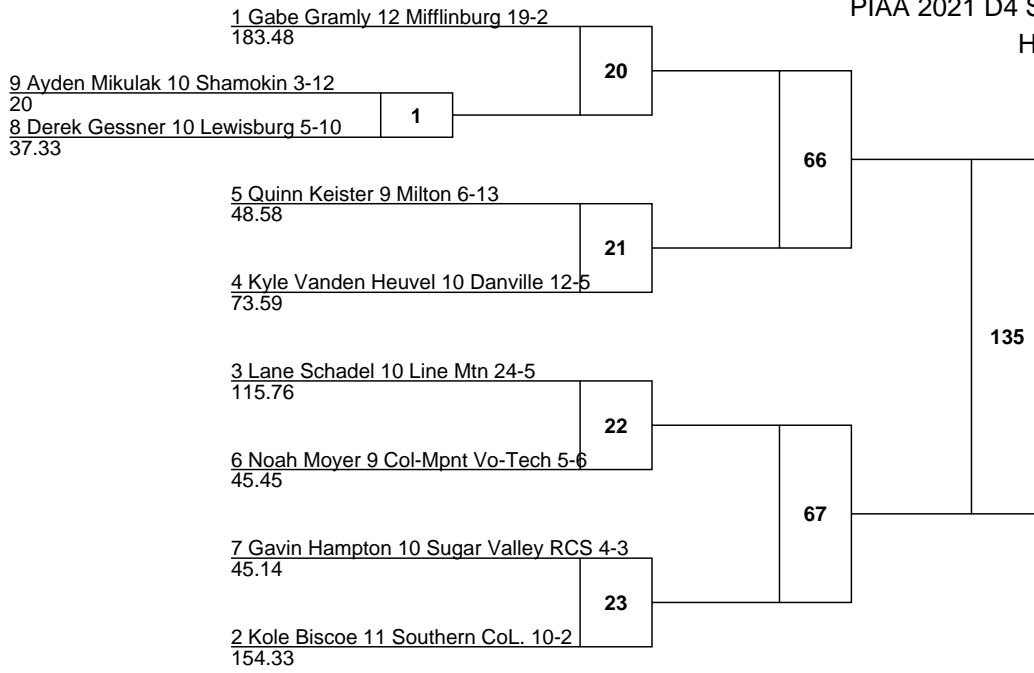 PIAA 2021 D4 S
H
1 Gabe Gramly 12 Mifflinburg 19-2
183.48
20
9 Ayden Mikulak 10 Shamokin 3-12
20
1
8 Derek Gessner 10 Lewisburg 5-10
37.33
66
5 Quinn Keister 9 Milton 6-13
48.58
21
4 Kyle Vanden Heuvel 10 Danville 12-5
73.59
135
3 Lane Schadel 10 Line Mtn 24-5
115.76
22
6 Noah Moyer 9 Col-Mpnt Vo-Tech 5-6
45.45
67
7 Gavin Hampton 10 Sugar Valley RCS 4-3
45.14
23
2 Kole Biscoe 11 Southern CoL. 10-2
154.33